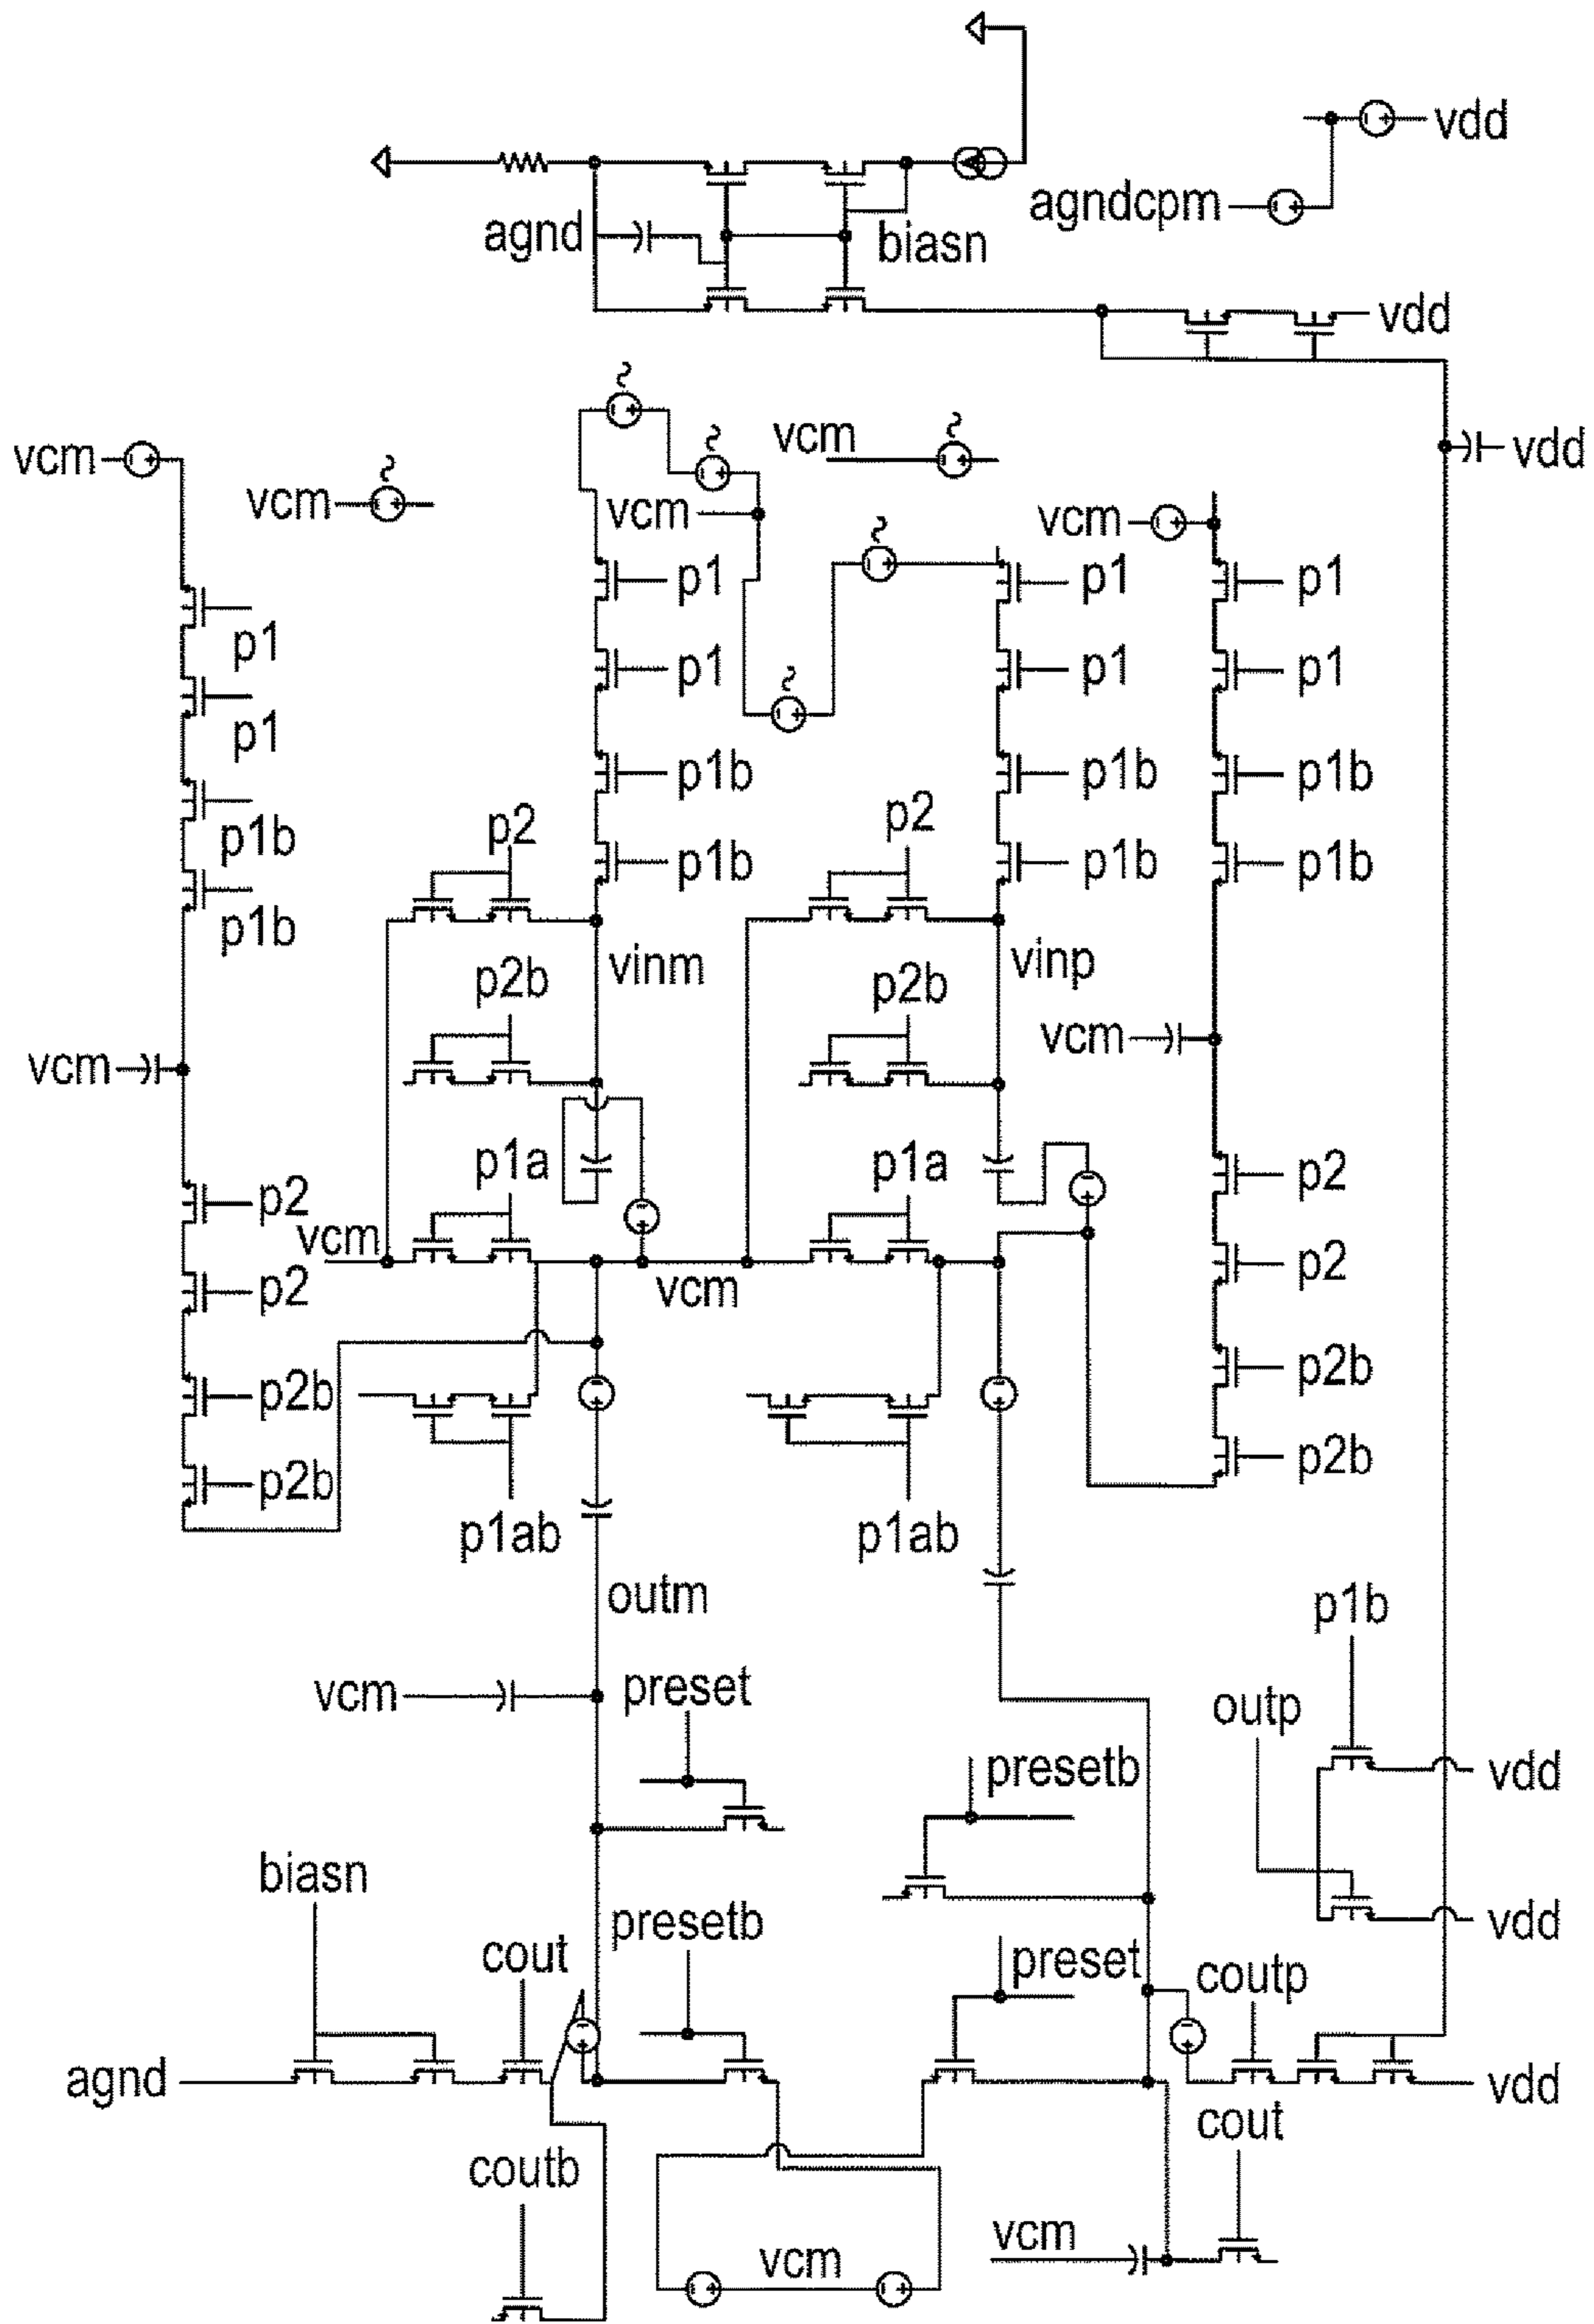 vdd
agndcpm
agnd
biasn
vdd
vcm
vcm
vdd
vcm
vcm
vcm
p1
p1
p1
p1
p1
p1
p1
p1
p1b
p1b
p1b
p2
p2
p1b
p1b
p1b
p1b
p1b
vinm
vinp
p2b
p2b
vcm
vcm
p1a
p1a
p2
p2
vcm
p2
p2
vcm
p2b
p2b
p2b
p2b
p1ab
p1ab
outm
p1b
vcm
preset
outp
presetb
vdd
biasn
presetb
vdd
cout
preset
coutp
agnd
vdd
cout
coutb
vcm
vcm